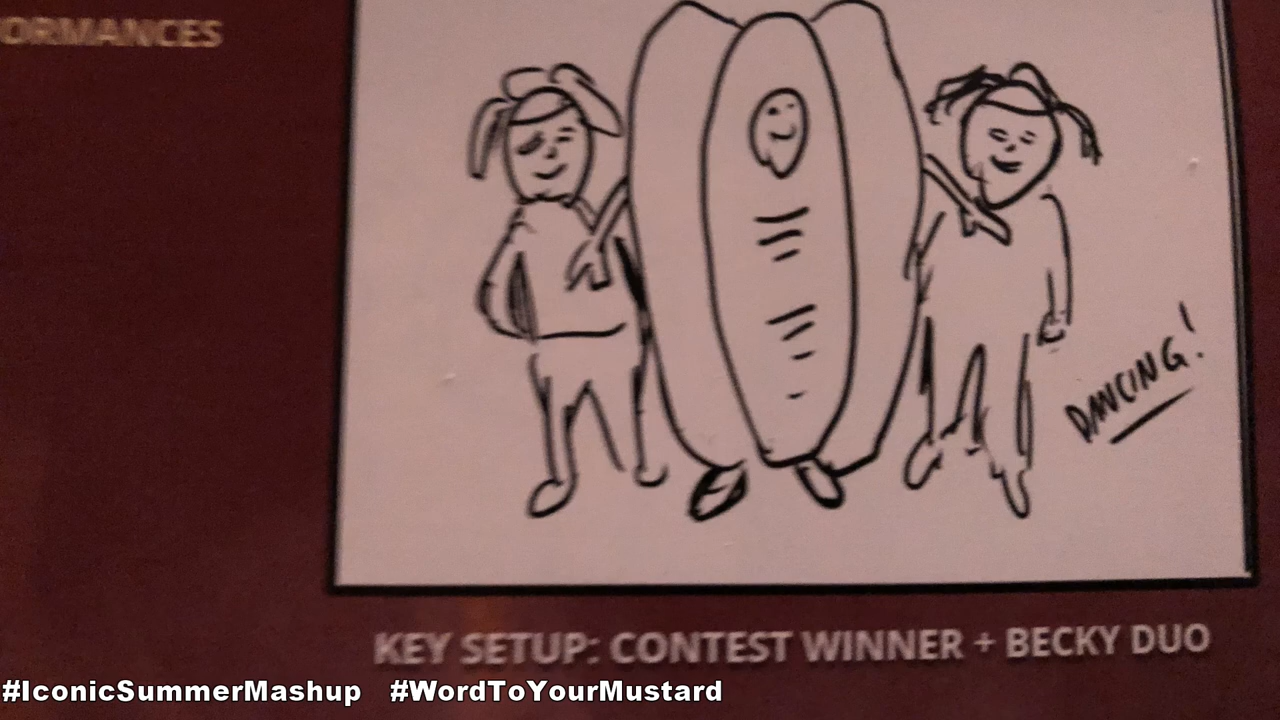 ORMANCES
DANCING!
KEY SETUP: CONTEST WINNER + BECKY DUO
#IconicSummerMashup #WordToYourMustard